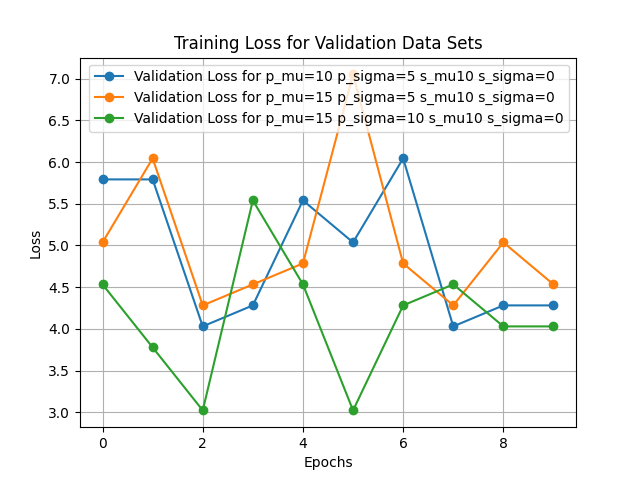 Training Loss for Validation Data Sets
Validation Loss for p_mu=10 p_sigma=5 s_mu10 s_sigma=0
Validation Loss for p_mu=15 p_sigma=5 s_mu10 s_sigma=0
Validation Loss for p_mu=15 p_sigma=10 s_mu10 s_sigma=0
7.0
6.5
6.0
5.5
5.0
4.5
4.0
3.5
3.0
Loss
0 2 4 6 8
Epochs